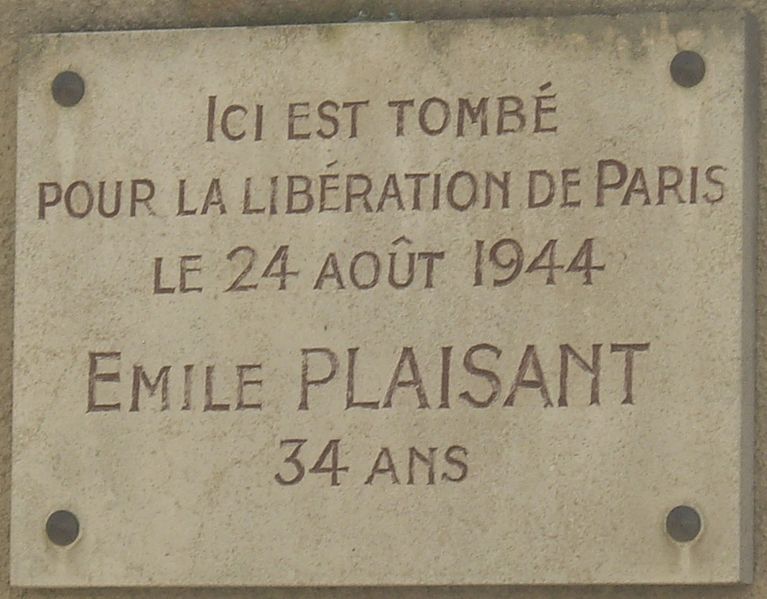 ICI EST TOMBÉ
POUR LA LIBÉRATION DE PARIS
LE 24 AOÛT 1944
EMILE PLAISANT
34 ANS